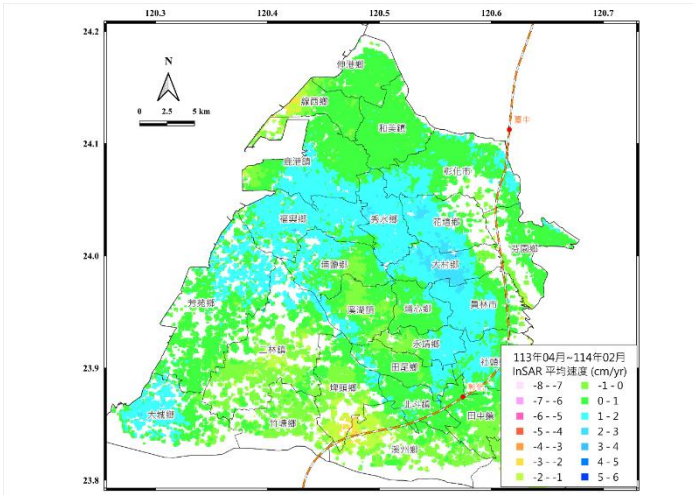 120.3 120.4 120.5 120.6 120.7
24.2
N
伸港鄉
線西鄉
0 2.5 5 km
和美鎮
24.1
臺中
鹿港鎮
彰化市
福興鄉 秀水鄉 花壇鄉
24.0
芬園鄉
埔鹽鄉 大村鄉
芳苑鄉
溪湖鎮 埔心鄉 員林市
永靖鄉
二林鎮
23.9
田尾鄉 社頭
埤頭鄉
彰化
大城鄉
北斗鎮
竹塘鄉
田中鎮
溪州鄉
23.8
113年04月~114年02月
InSAR 平均速度 (cm/yr)
-8 - -7 -1 - 0
-7 - -6 0 - 1
-6 - -5 1 - 2
-5 - -4 2 - 3
-4 - -3 3 - 4
-3 - -2 4 - 5
-2 - -1 5 - 6